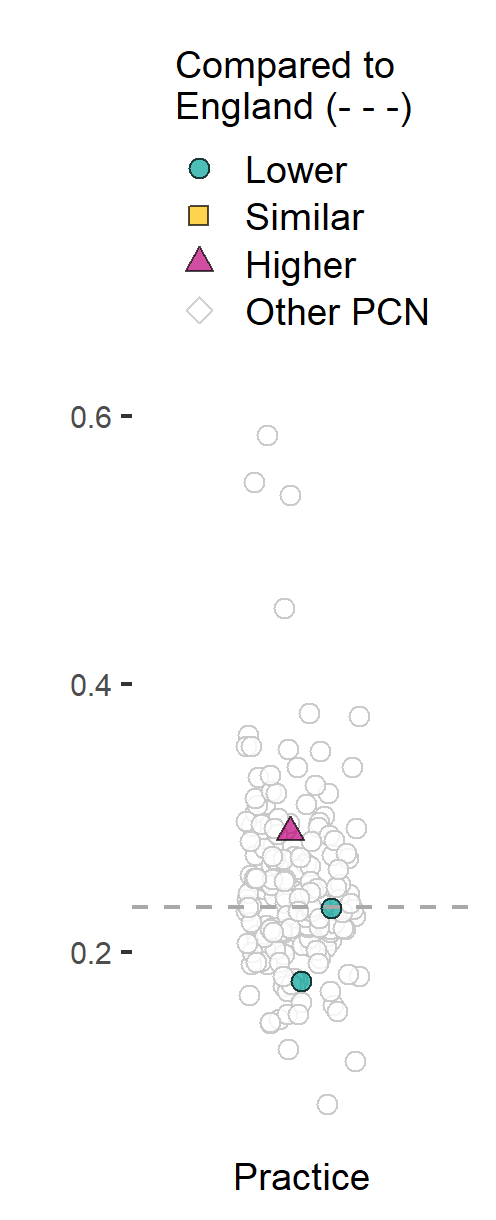 Compared to
England (- - -)
Lower
Similar
Higher
Other PCN
0.6
0.4
0.2
Practice